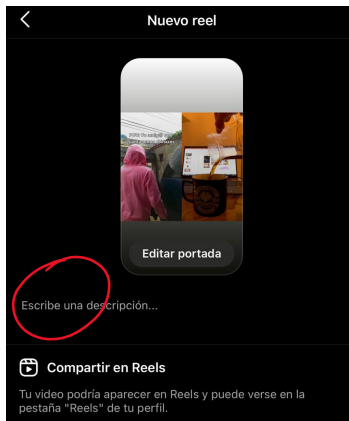 Nuevo reel
Editar portada
Escribe una descripción...
Compartir en Reels
Tu video podría aparecer en Reels y puede verse en la
pestaña "Reels" de tu perfil.